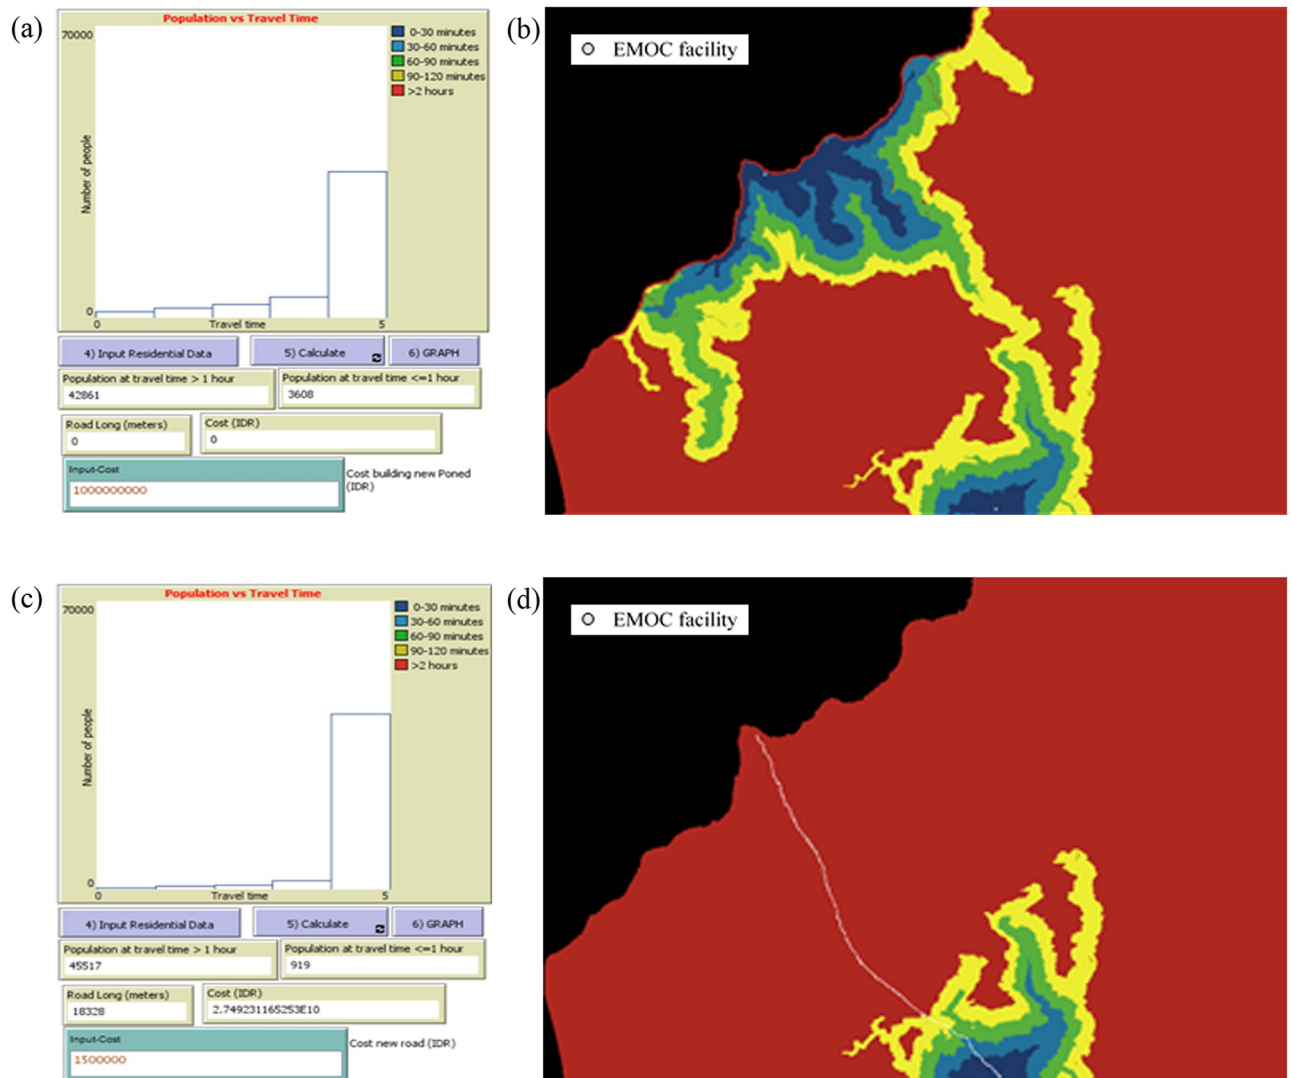 (a)
Population vs Travel Time
70000
Number of people
0
0
Travel time
5
0-30 minutes
30-60 minutes
60-90 minutes
90-120 minutes
>2 hours
4) Input Residential Data
5) Calculate
6) GRAPH
Population at travel time > 1 hour
42861
Population at travel time <=1 hour
3608
Road Long (meters)
0
Cost (IDR)
0
Input-Cost
1000000000
Cost building new Poned
(IDR)
(b)
EMOC facility
(c)
Population vs Travel Time
70000
Number of people
0
0
Travel time
5
0-30 minutes
30-60 minutes
60-90 minutes
90-120 minutes
>2 hours
4) Input Residential Data
5) Calculate
6) GRAPH
Population at travel time > 1 hour
45517
Population at travel time <=1 hour
919
Road Long (meters)
18328
Cost (IDR)
2.749231165253E10
Input-Cost
1500000
Cost new road (IDR)
(d)
EMOC facility